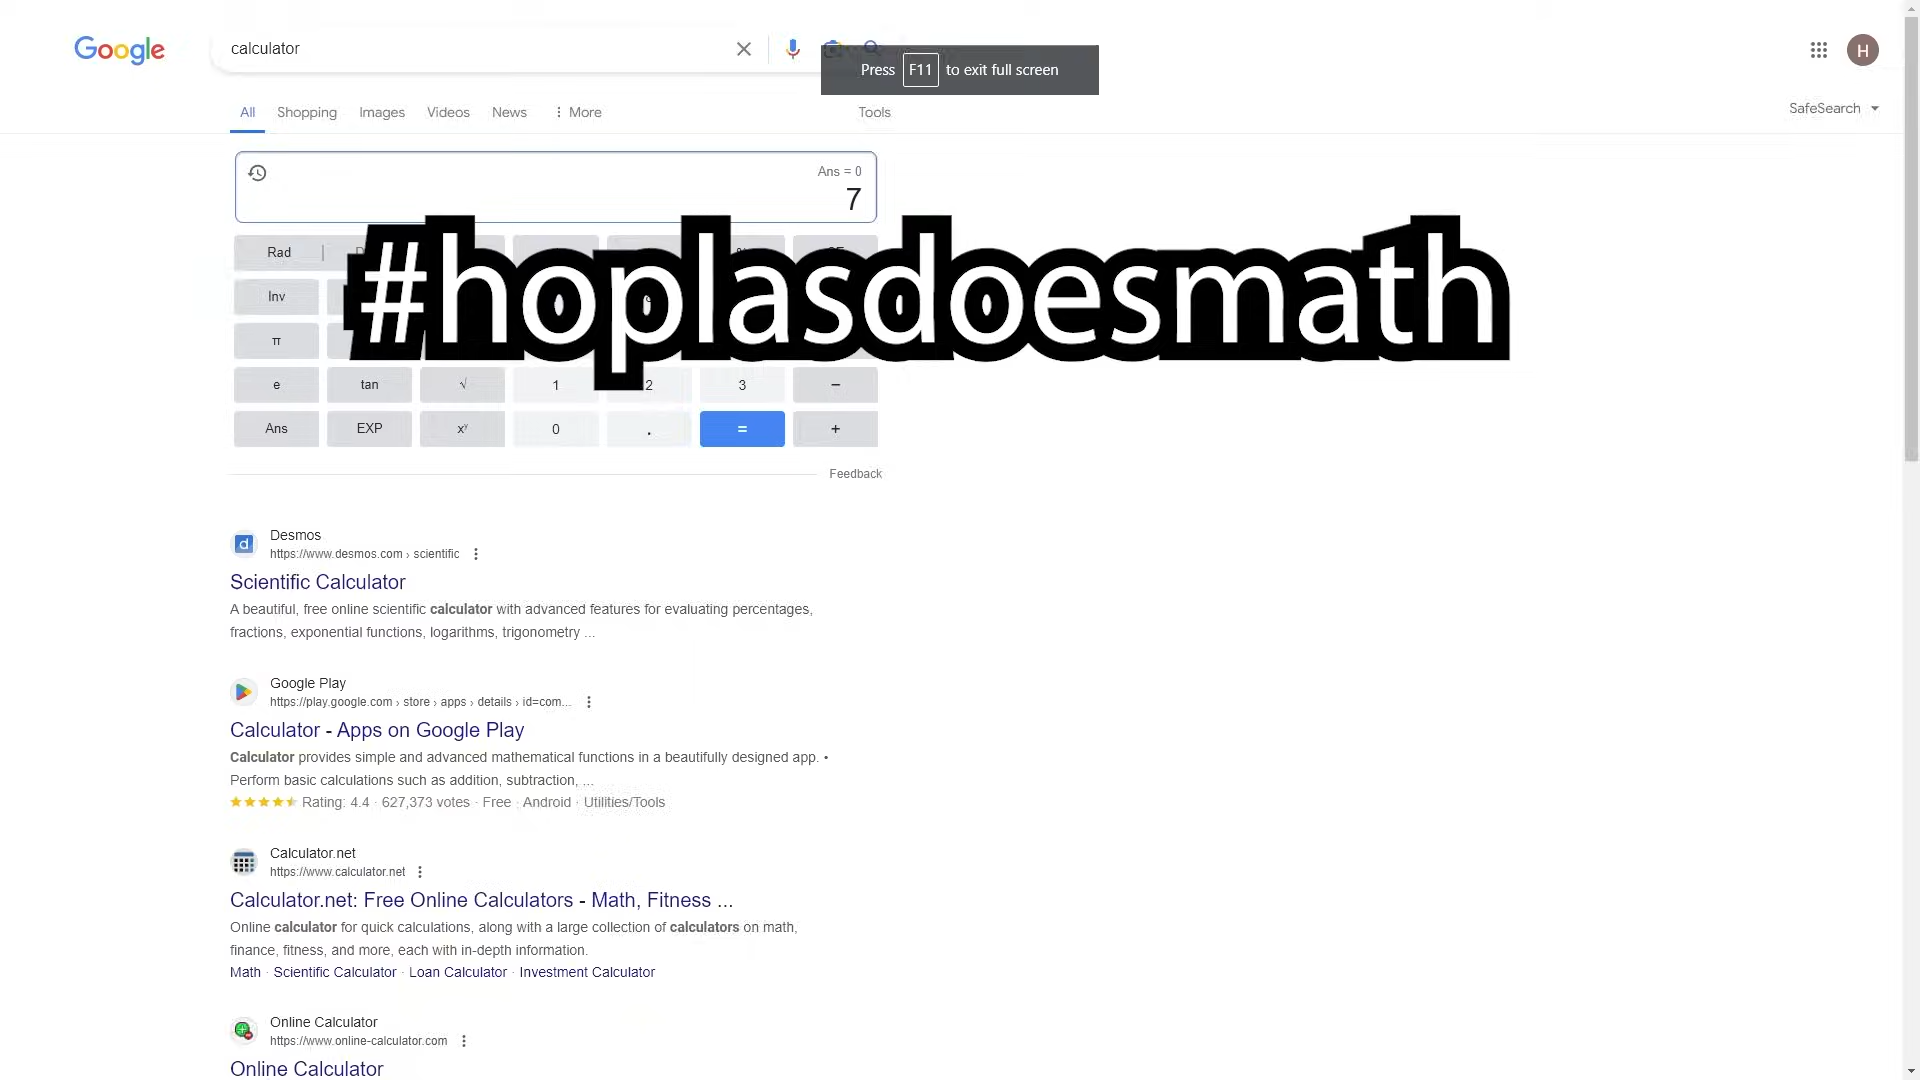 Google
calculator
Press F11 to exit full screen
H
All Shopping Images Videos News More Tools
SafeSearch
Ans = 0
7
Rad
#hoplasdoesmath
Inv
π
e tan √ 1 2 3 −
Ans EXP xʸ 0 . = +
Feedback
Desmos
https://www.desmos.com › scientific
Scientific Calculator
A beautiful, free online scientific calculator with advanced features for evaluating percentages,
fractions, exponential functions, logarithms, trigonometry ...
Google Play
https://play.google.com › store › apps › details › id=com...
Calculator - Apps on Google Play
Calculator provides simple and advanced mathematical functions in a beautifully designed app. •
Perform basic calculations such as addition, subtraction, ...
Rating: 4.4 · 627,373 votes · Free · Android · Utilities/Tools
Calculator.net
https://www.calculator.net
Calculator.net: Free Online Calculators - Math, Fitness ...
Online calculator for quick calculations, along with a large collection of calculators on math,
finance, fitness, and more, each with in-depth information.
Math · Scientific Calculator · Loan Calculator · Investment Calculator
Online Calculator
https://www.online-calculator.com
Online Calculator